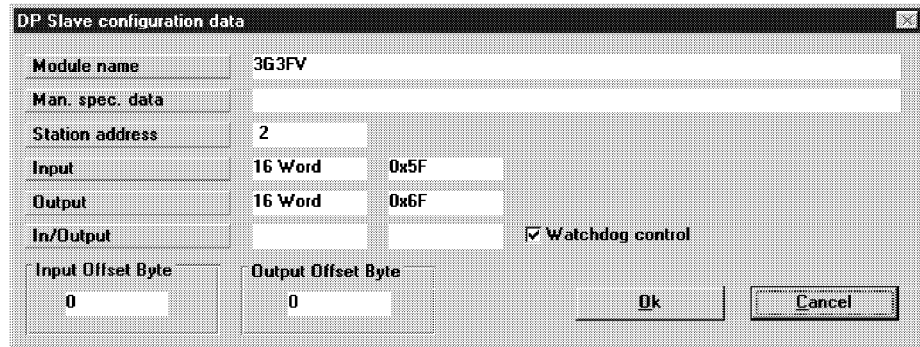 DP Slave configuration data
Module name 3G3FV
Man. spec. data
Station address 2
Input 16 Word 0x5F
Output 16 Word 0x6F
In/Output Watchdog control
Input Offset Byte Output Offset Byte
0 0 Ok Cancel